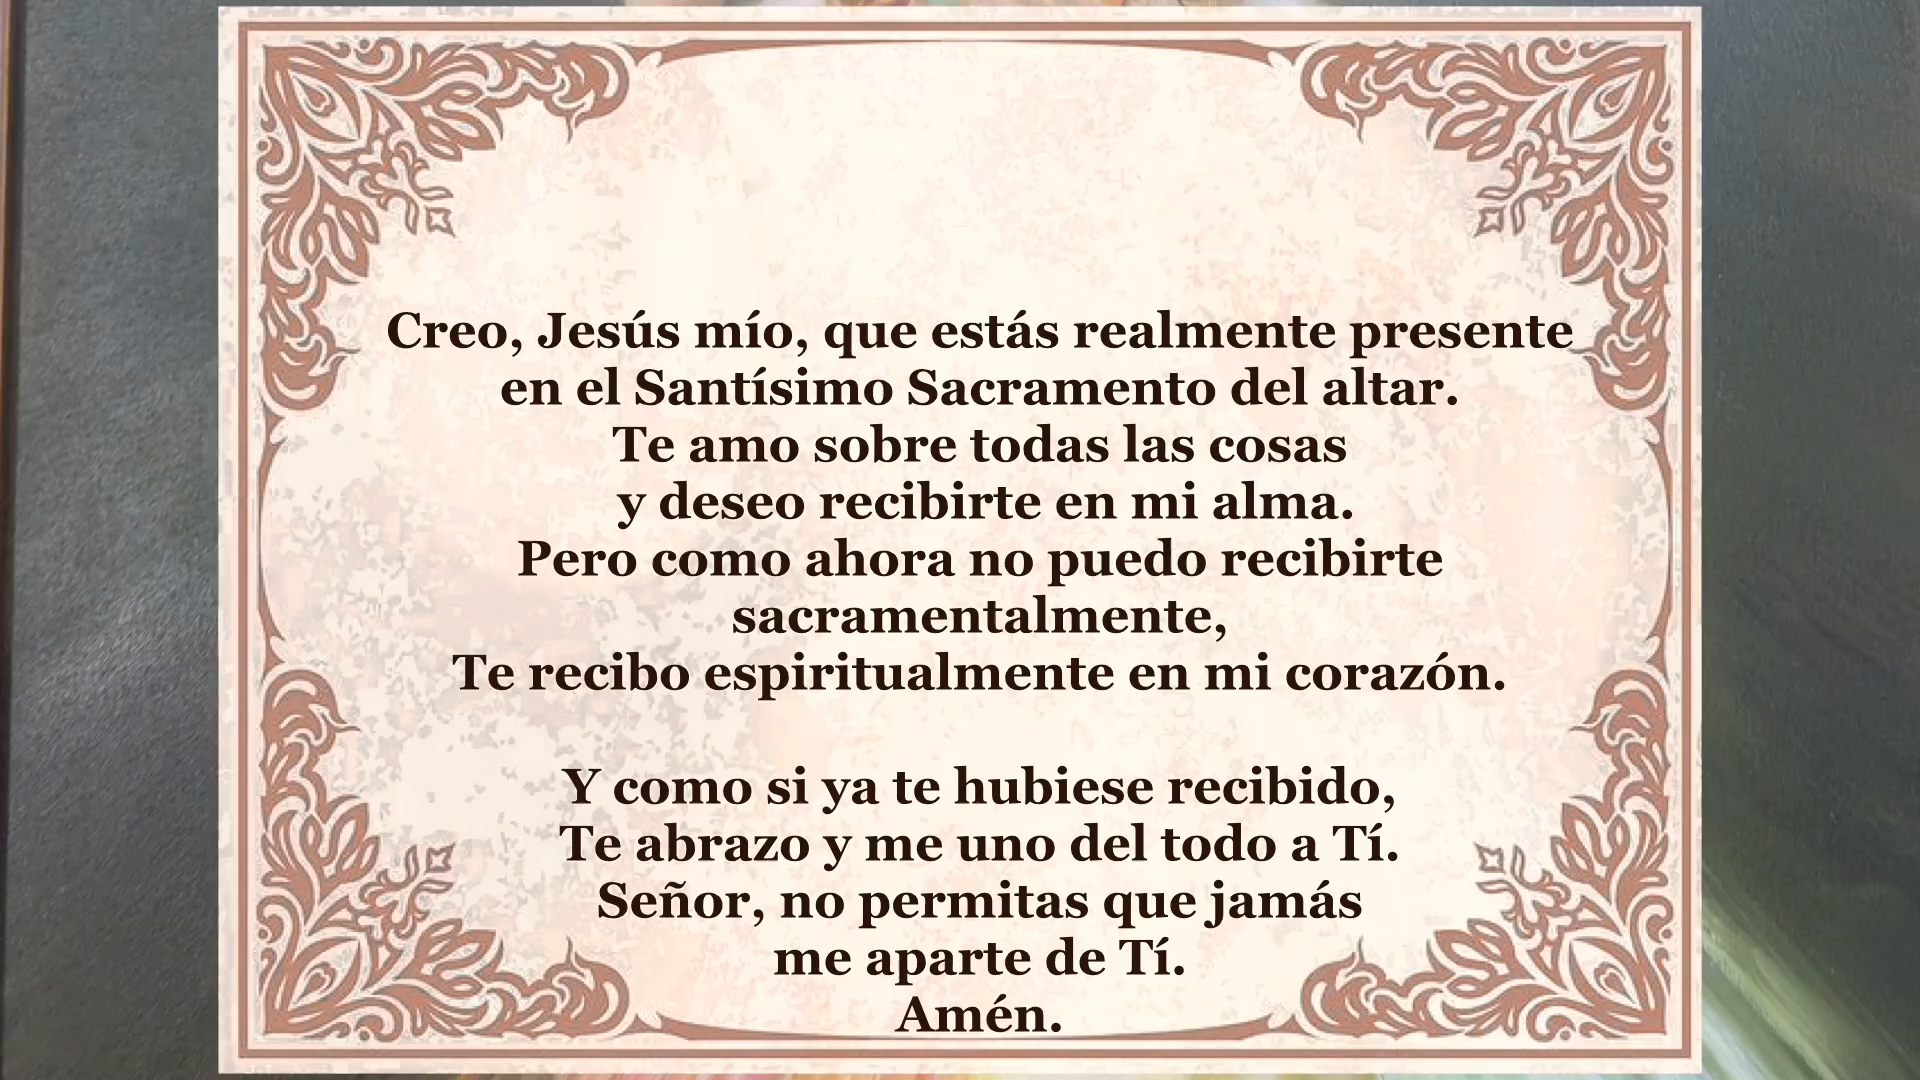 Creo, Jesús mío, que estás realmente presente
en el Santísimo Sacramento del altar.
Te amo sobre todas las cosas
y deseo recibirte en mi alma.
Pero como ahora no puedo recibirte
sacramentalmente,
Te recibo espiritualmente en mi corazón.
Y como si ya te hubiese recibido,
Te abrazo y me uno del todo a Tí.
Señor, no permitas que jamás
me aparte de Tí.
Amén.